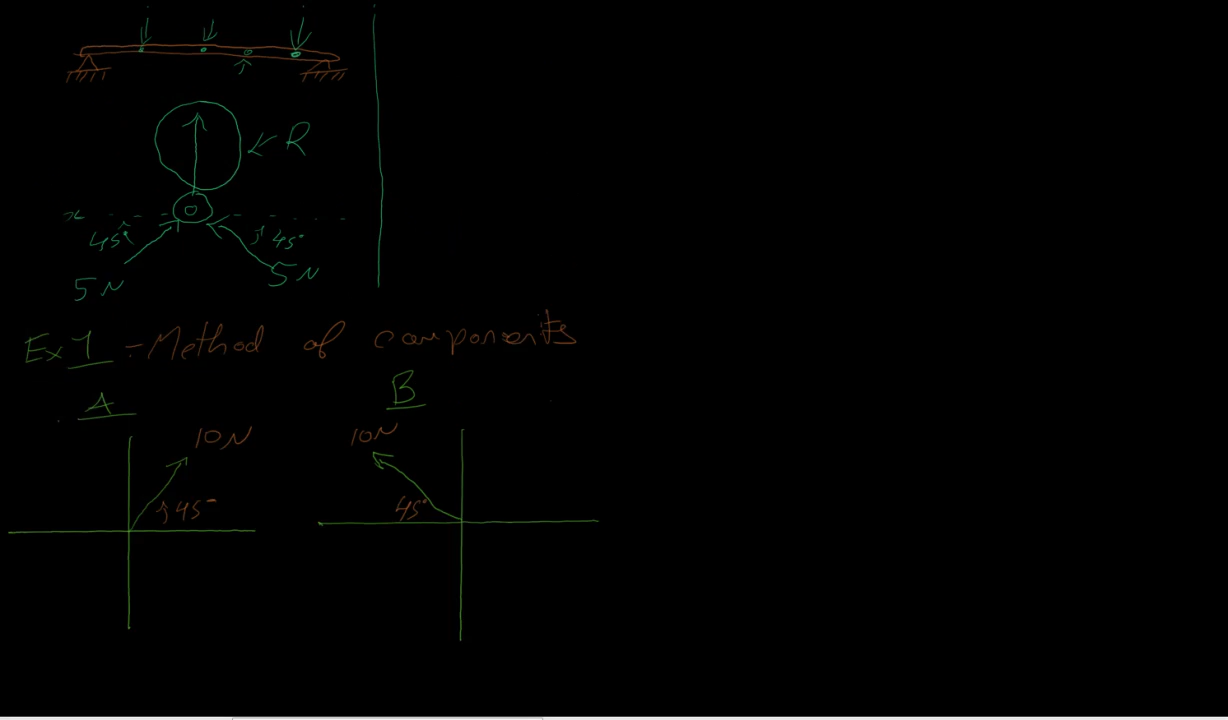 R
x
45° 45°
5N 5N
Ex 1 :- Method of components
A B
10N 10N
45° 45°